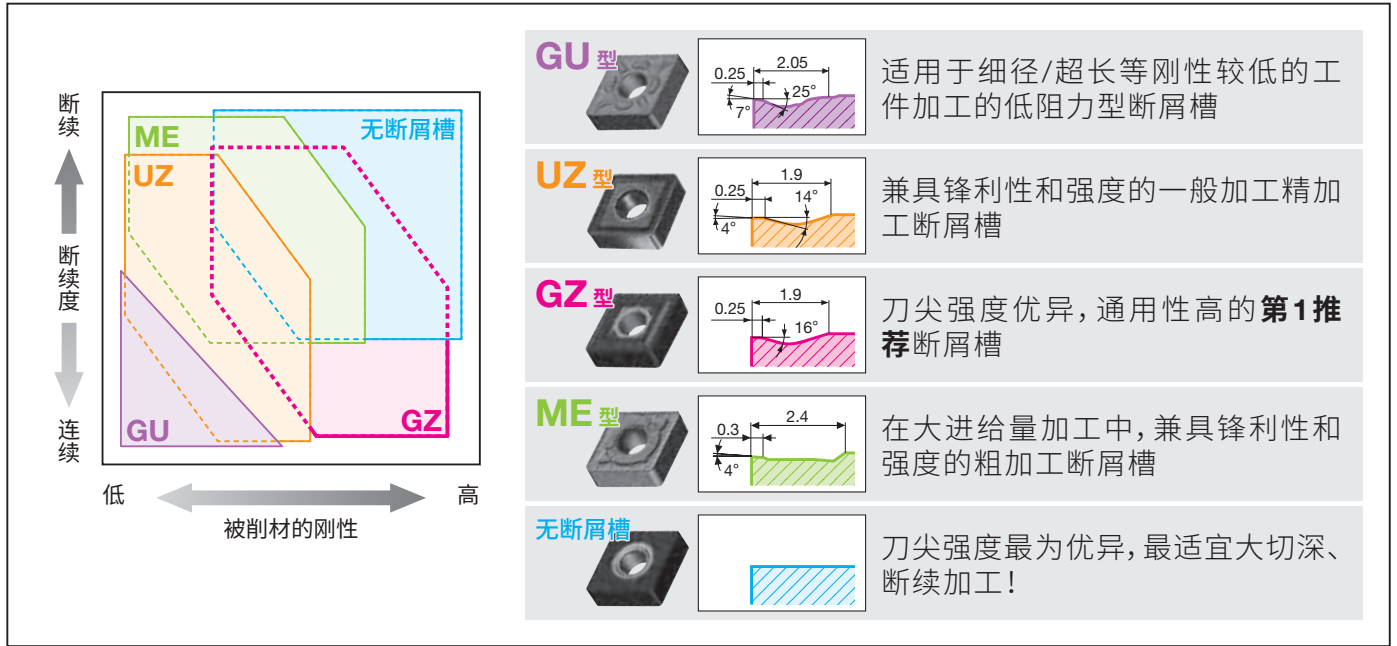 断续
断续度
连续
ME
无断屑槽
UZ
GU
GZ
低
高
被削材的刚性
GU型
0.25
2.05
25°
7°
适用于细径/超长等刚性较低的工
件加工的低阻力型断屑槽
UZ型
0.25
1.9
14°
4°
兼具锋利性和强度的一般加工精加
工断屑槽
GZ型
0.25
1.9
16°
刀尖强度优异，通用性高的第1推
荐断屑槽
ME型
0.3
2.4
4°
在大进给量加工中，兼具锋利性和
强度的粗加工断屑槽
无断屑槽
刀尖强度最为优异，最适宜大切深、
断续加工！